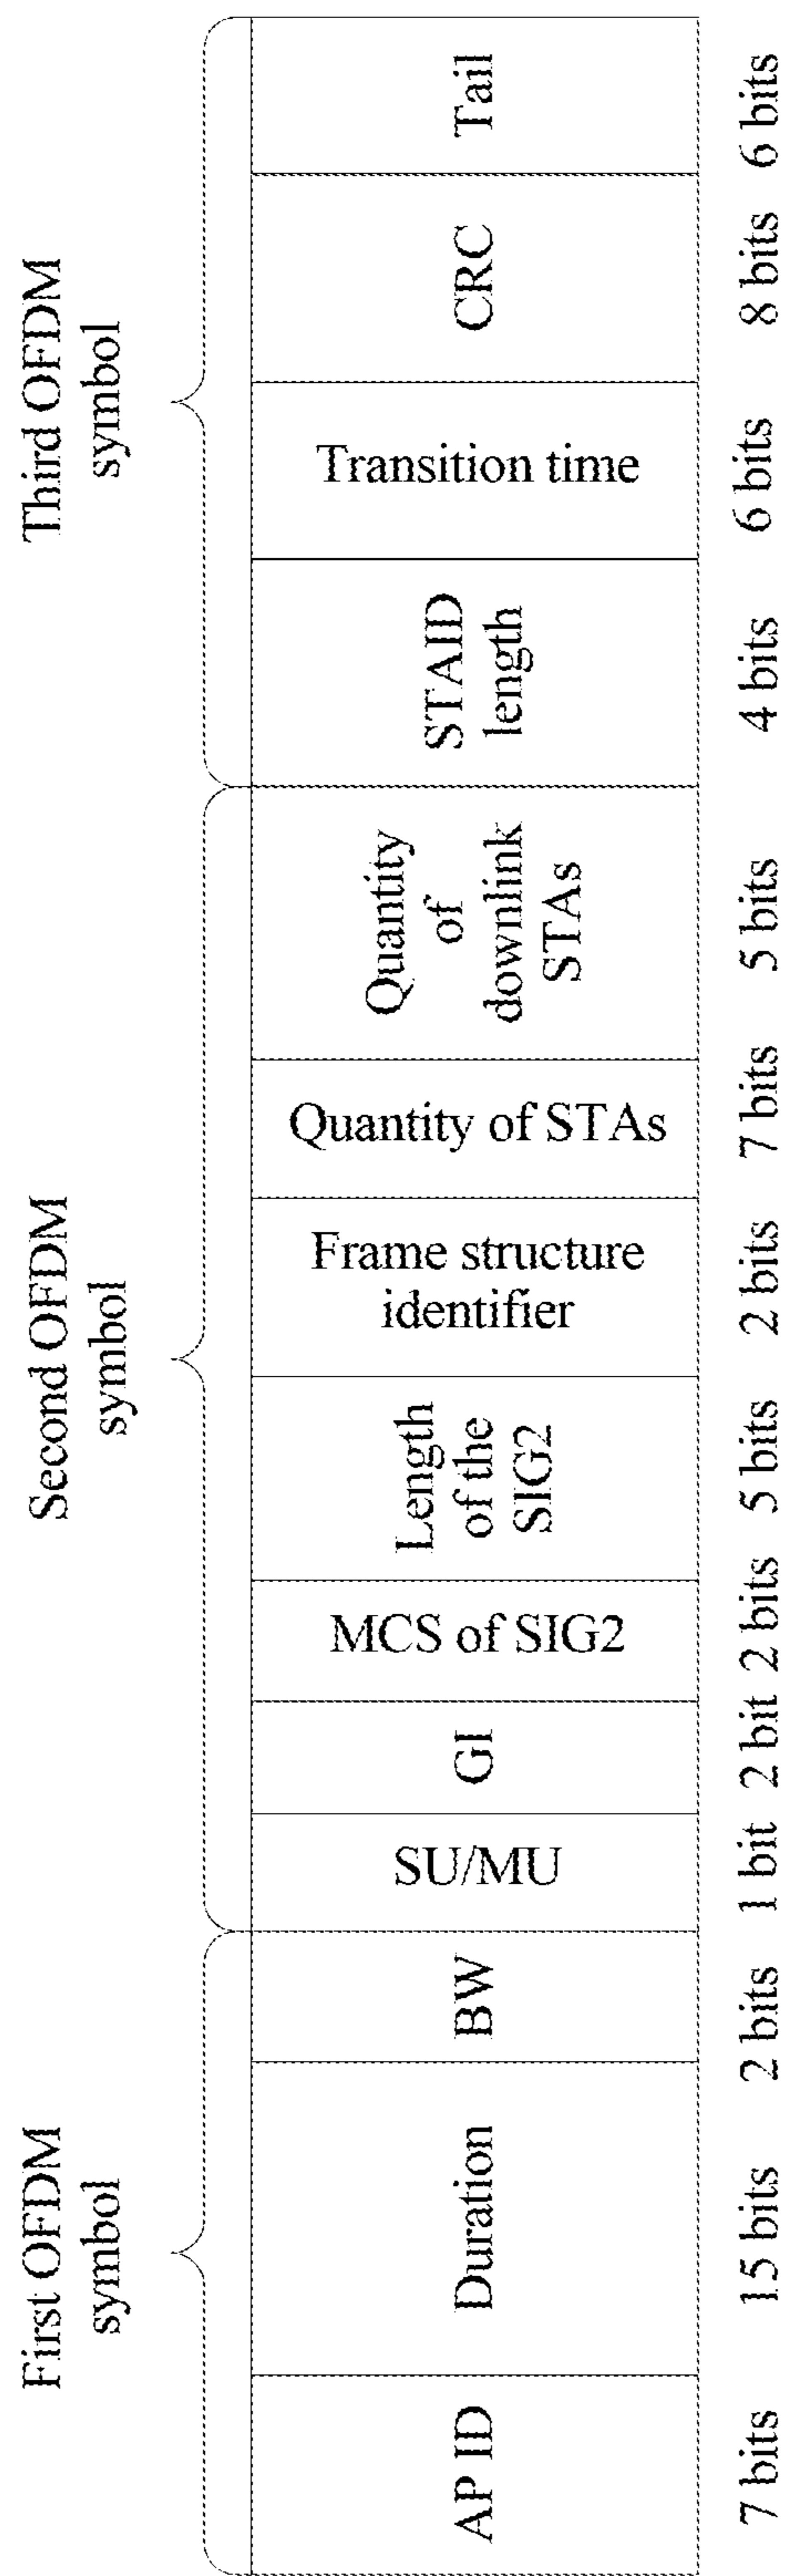 First OFDM
symbol
Second OFDM
symbol
Third OFDM
symbol
AP ID
Duration
BW
SU/MU
GI
MCS of SIG2
Length
of the
SIG2
Frame structure
identifier
Quantity of STAs
Quantity
of
downlink
STAs
STAID
length
Transition time
CRC
Tail
7 bits
15 bits
2 bits
1 bit
2 bit
2 bits
5 bits
2 bits
7 bits
5 bits
4 bits
6 bits
8 bits
6 bits